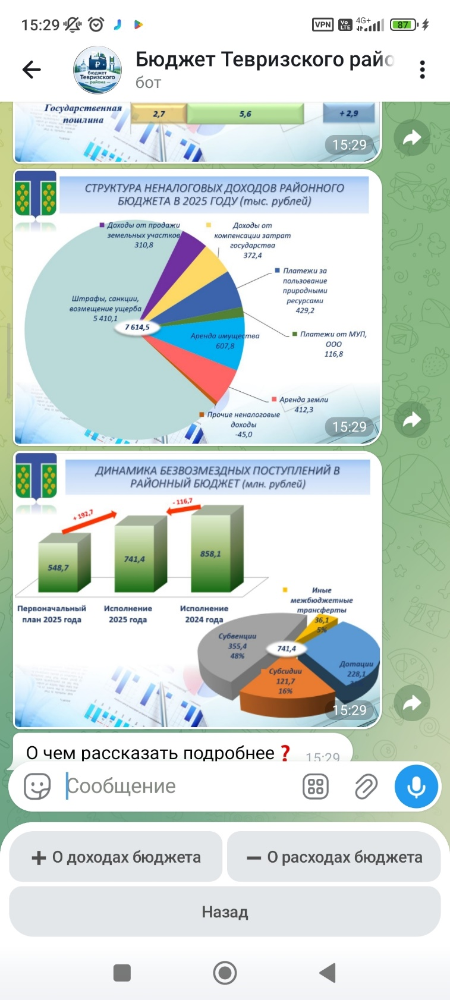 15:29
VPN
Vo
LTE
4G+
87
Бюджет Тевризского райо
бот
бюджет
Тевризского
— района —
Государственная
пошлина
2,7
5,6
+ 2,9
15:29
СТРУКТУРА НЕНАЛОГОВЫХ ДОХОДОВ РАЙОННОГО
БЮДЖЕТА В 2025 ГОДУ (тыс. рублей)
Доходы от продажи
земельных участков
310,8
Доходы от
компенсации затрат
государства
372,4
Платежи за
пользование
природными
ресурсами
429,2
Штрафы, санкции,
возмещение ущерба
5 410,1
7 614,5
Аренда имущества
607,8
Платежи от МУП,
ООО
116,8
Аренда земли
412,3
Прочие неналоговые
доходы
-45,0
15:29
ДИНАМИКА БЕЗВОЗМЕЗДНЫХ ПОСТУПЛЕНИЙ В
РАЙОННЫЙ БЮДЖЕТ (млн. рублей)
+ 192,7
- 116,7
548,7
741,4
858,1
Первоначальный
план 2025 года
Исполнение
2025 года
Исполнение
2024 года
Иные
межбюджетные
трансферты
36,1
5%
Субвенции
355,4
48%
741,4
Дотации
228,1
Субсидии
121,7
16%
15:29
О чем рассказать подробнее ❓
15:29
Сообщение
+ О доходах бюджета
− О расходах бюджета
Назад